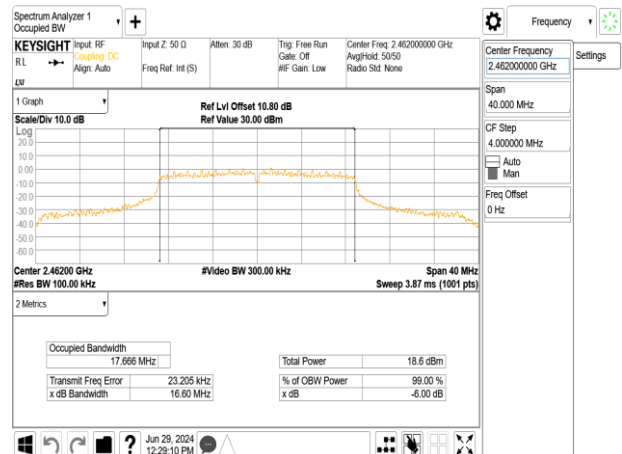 Spectrum Analyzer 1
Occupied BW
Frequency
KEYSIGHT
Input: RF
Input Z: 50 Ω
Atten: 30 dB
Trig: Free Run
Center Freq: 2.462000000 GHz
RL
Coupling: DC
Gate: Off
Avg|Hold: 50/50
Align: Auto
Freq Ref: Int (S)
#IF Gain: Low
Radio Std: None
LXI
Center Frequency
2.462000000 GHz
Settings
Span
40.000 MHz
CF Step
4.000000 MHz
Auto
Man
Freq Offset
0 Hz
1 Graph
Ref Lvl Offset 10.80 dB
Scale/Div 10.0 dB
Ref Value 30.00 dBm
Log
20.0
10.0
0.00
-10.0
-20.0
-30.0
-40.0
-50.0
-60.0
Center 2.46200 GHz
#Video BW 300.00 kHz
Span 40 MHz
#Res BW 100.00 kHz
Sweep 3.87 ms (1001 pts)
2 Metrics
Occupied Bandwidth
17.666 MHz
Total Power
18.6 dBm
Transmit Freq Error
23.205 kHz
% of OBW Power
99.00 %
x dB Bandwidth
16.60 MHz
x dB
-6.00 dB
?
Jun 29, 2024
12:29:10 PM